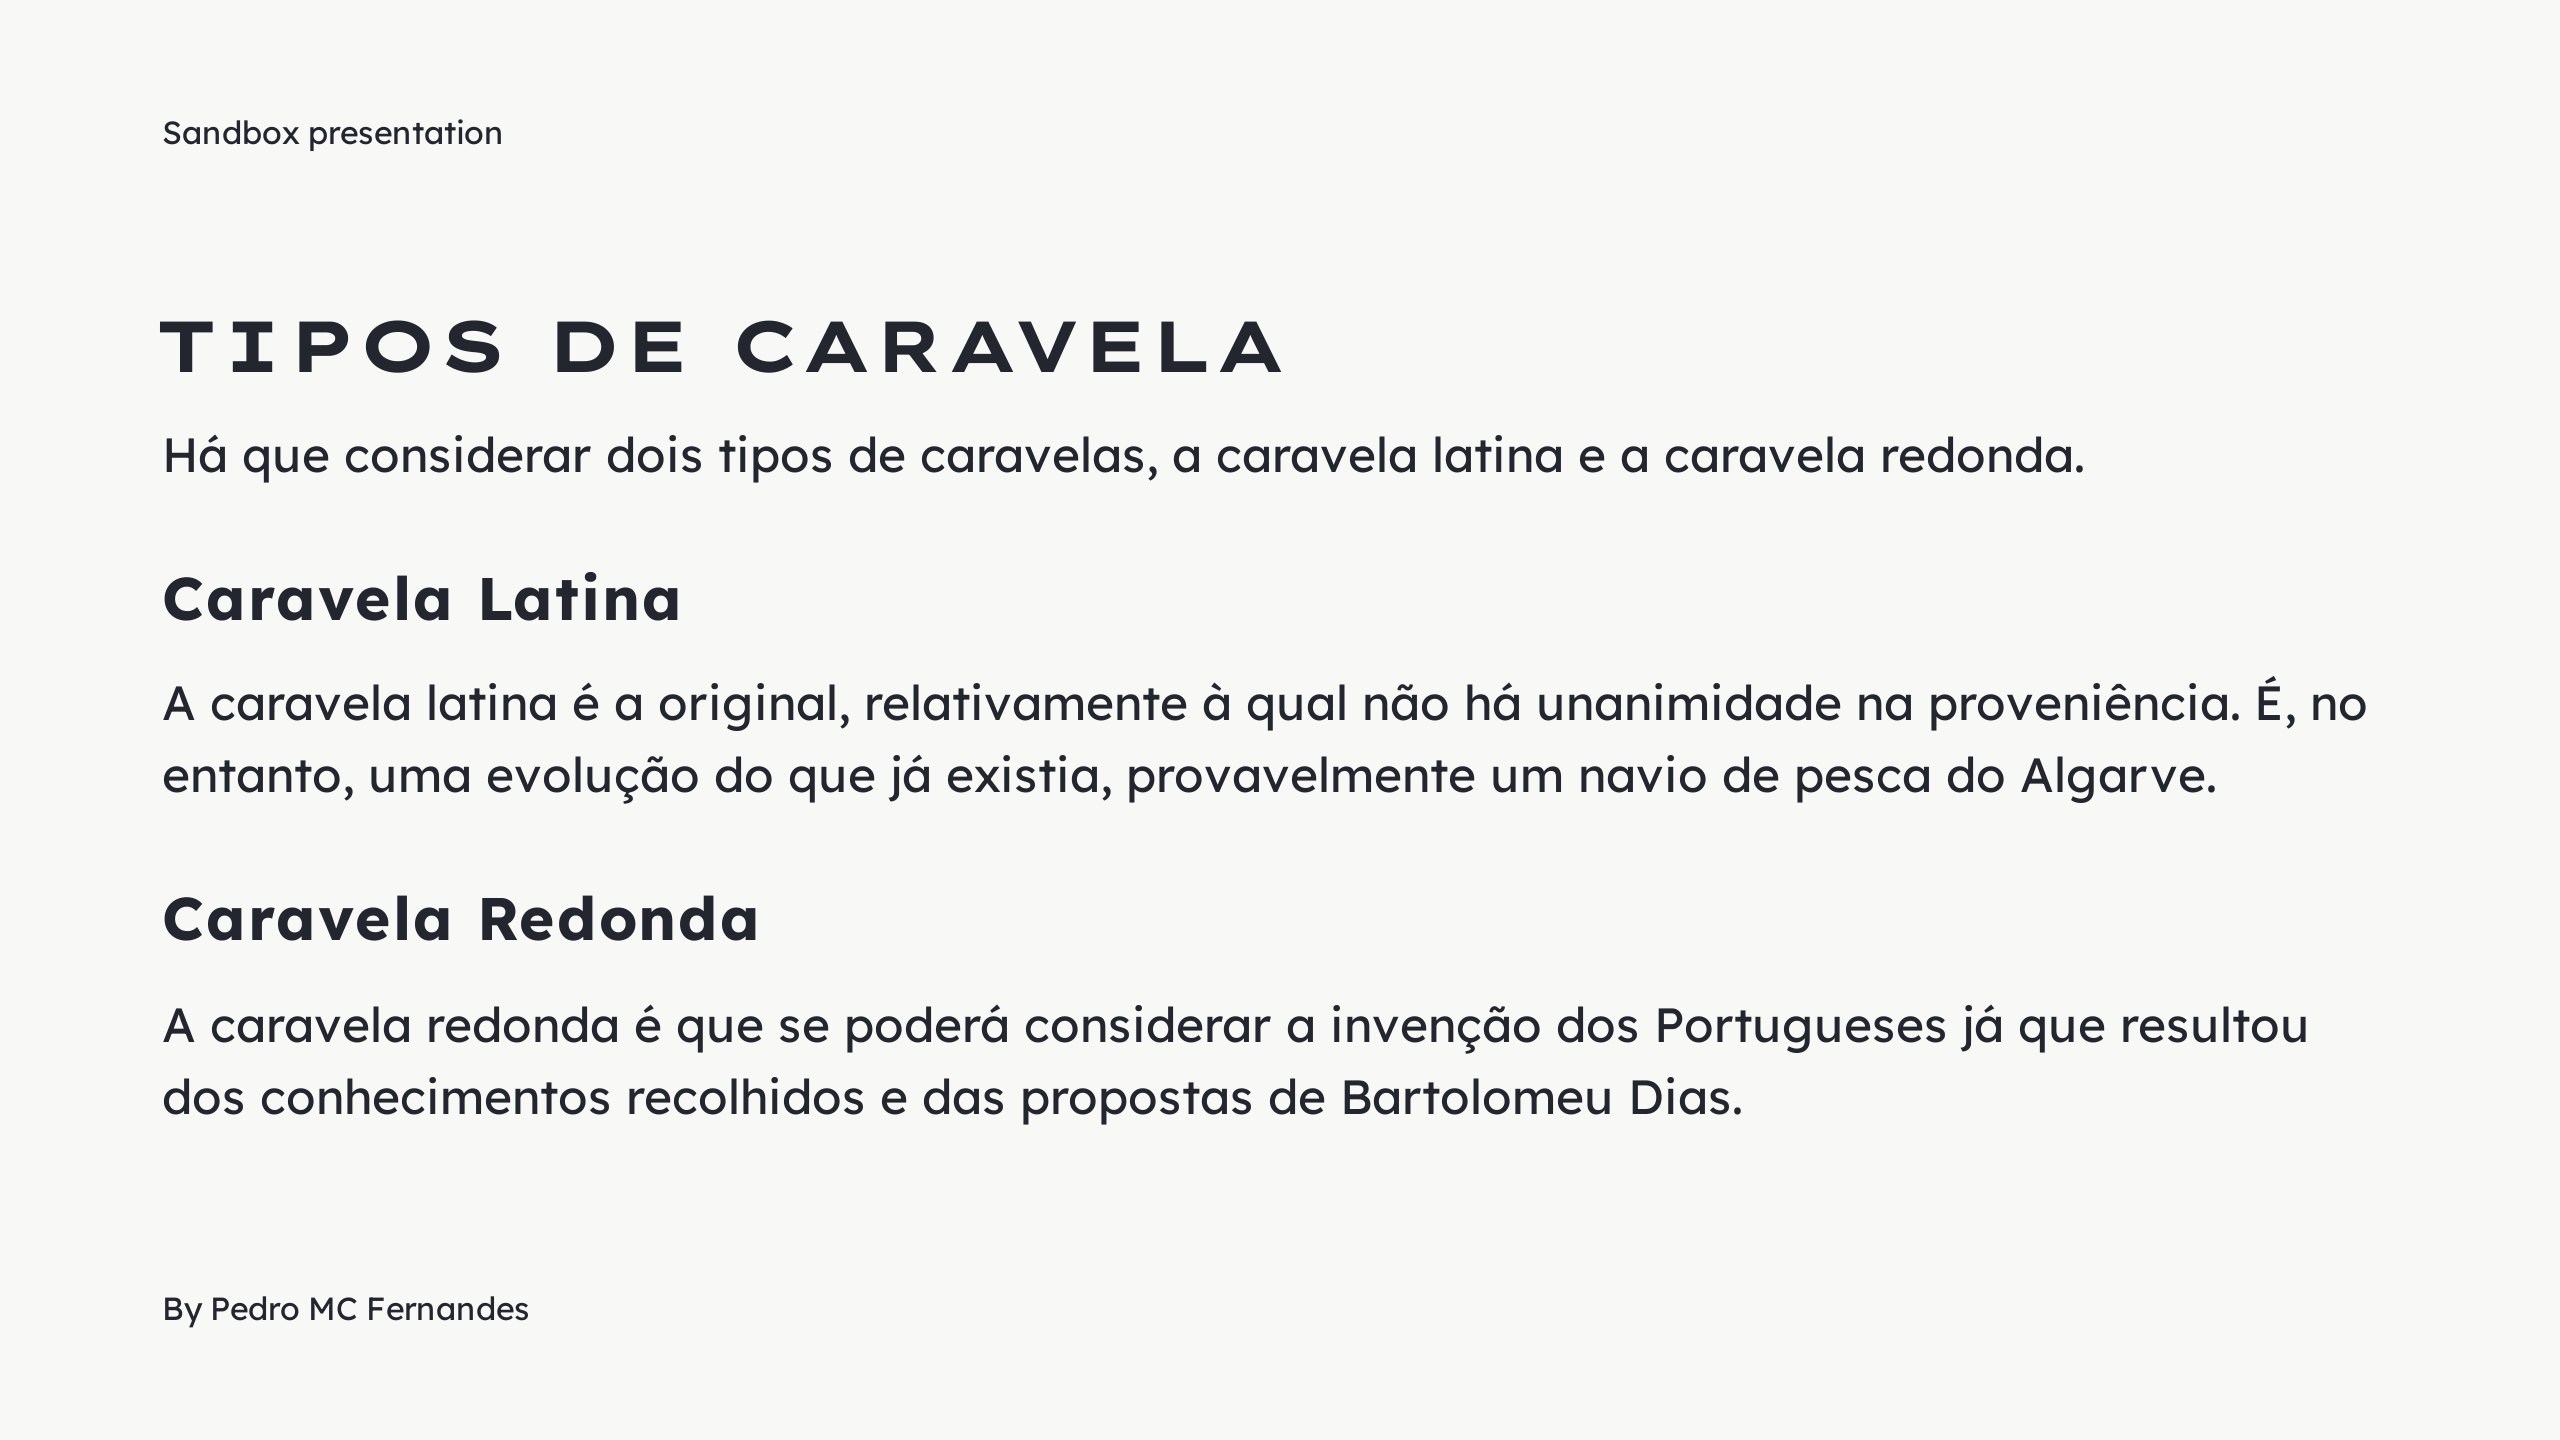 Sandbox presentation
TIPOS DE CARAVELA
Há que considerar dois tipos de caravelas, a caravela latina e a caravela redonda.
Caravela Latina
A caravela latina é a original, relativamente à qual não há unanimidade na proveniência. É, no
entanto, uma evolução do que já existia, provavelmente um navio de pesca do Algarve.
Caravela Redonda
A caravela redonda é que se poderá considerar a invenção dos Portugueses já que resultou
dos conhecimentos recolhidos e das propostas de Bartolomeu Dias.
By Pedro MC Fernandes